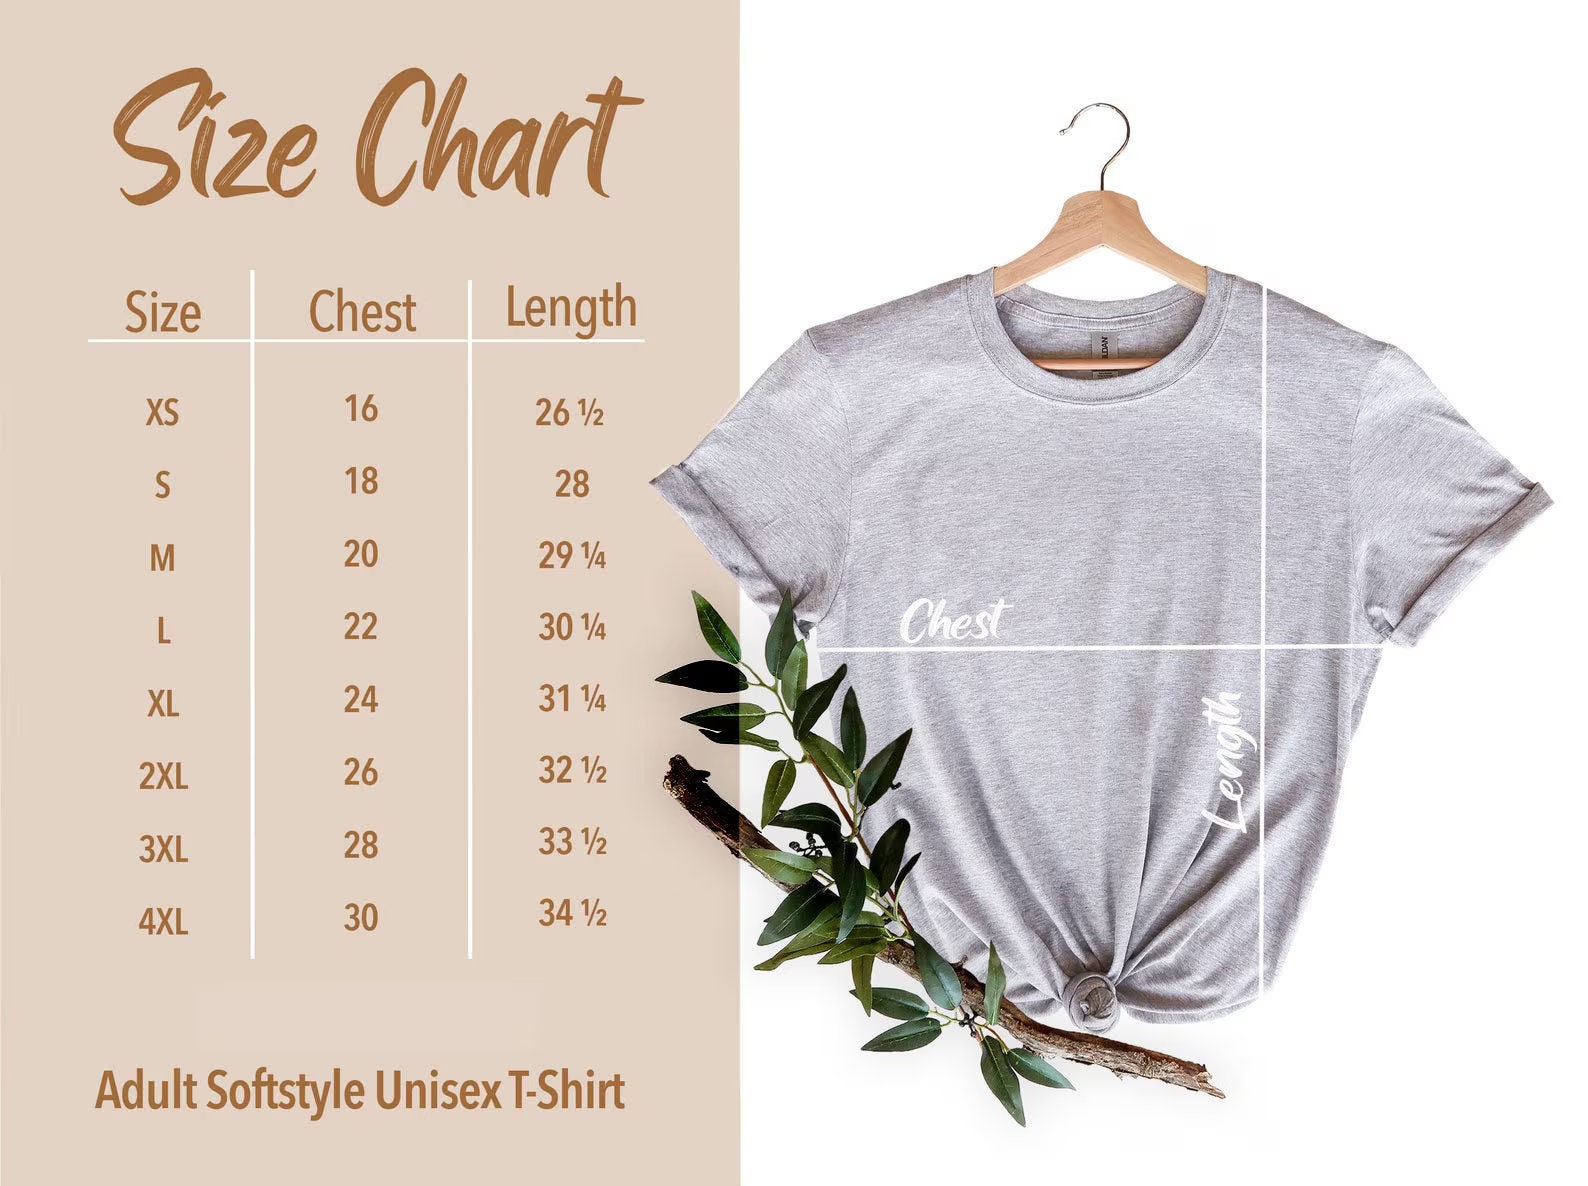 Size Chart
Size Chest Length
XS 16 26 ½
S 18 28
M 20 29 ¼
L 22 30 ¼
XL 24 31 ¼
2XL 26 32 ½
3XL 28 33 ½
4XL 30 34 ½
Adult Softstyle Unisex T-Shirt
Chest
Length